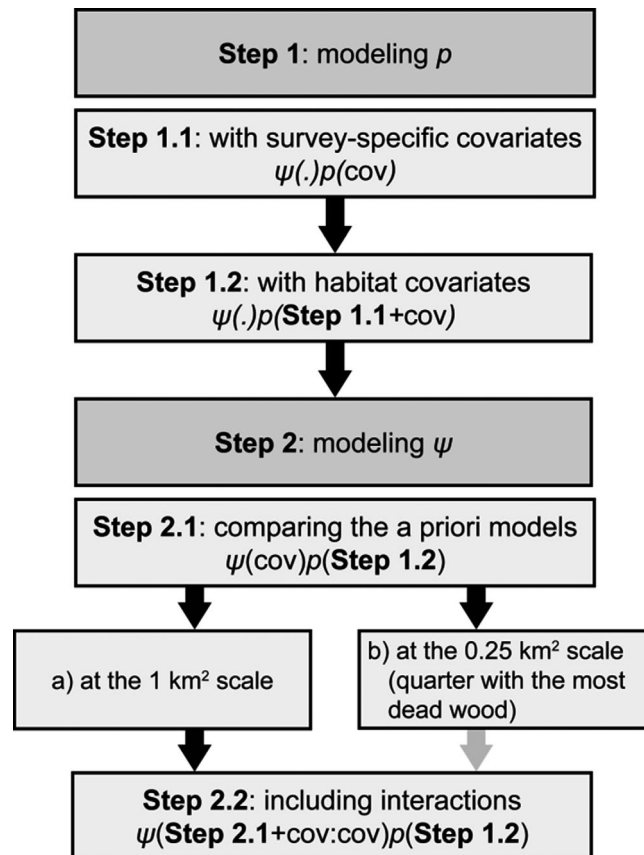 Step 1: modeling p
Step 1.1: with survey-specific covariates
ψ(.)p(cov)
Step 1.2: with habitat covariates
ψ(.)p(Step 1.1+cov)
Step 2: modeling ψ
Step 2.1: comparing the a priori models
ψ(cov)p(Step 1.2)
a) at the 1 km² scale
b) at the 0.25 km² scale
(quarter with the most
dead wood)
Step 2.2: including interactions
ψ(Step 2.1+cov:cov)p(Step 1.2)